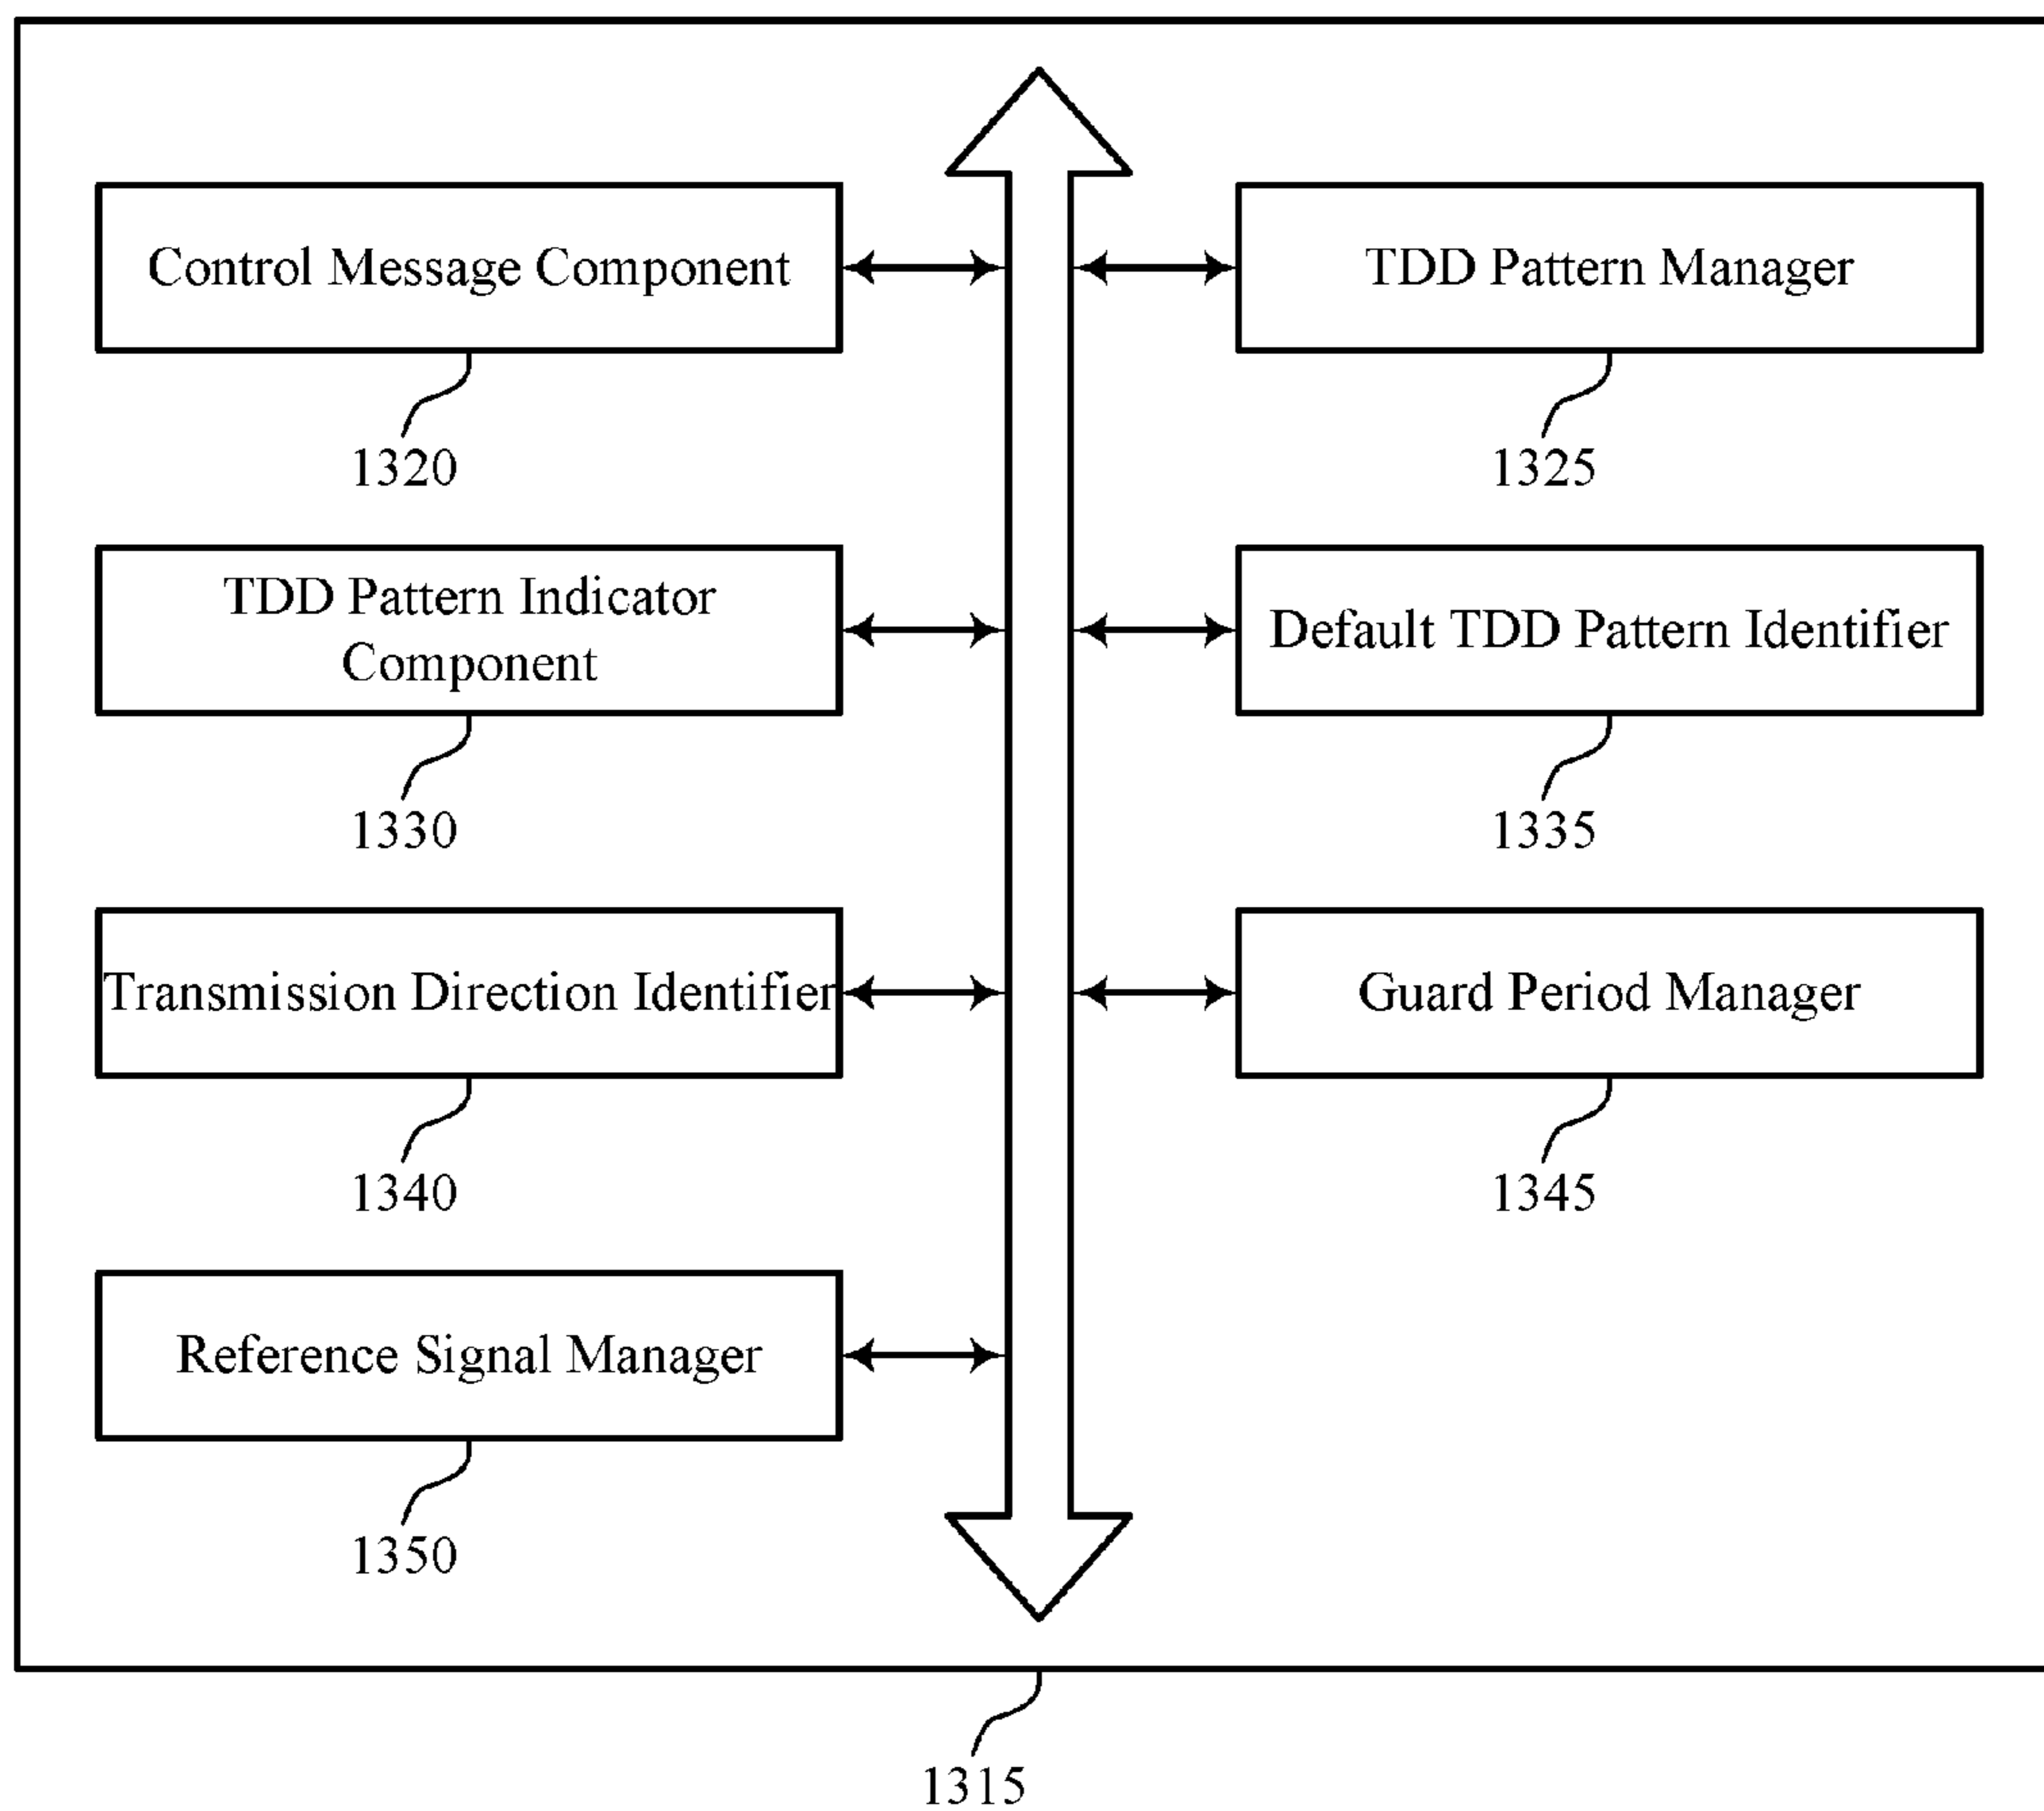 Control Message Component
TDD Pattern Manager
1320
1325
TDD Pattern Indicator
Component
Default TDD Pattern Identifier
1330
1335
Transmission Direction Identifier
Guard Period Manager
1340
1345
Reference Signal Manager
1350
1315